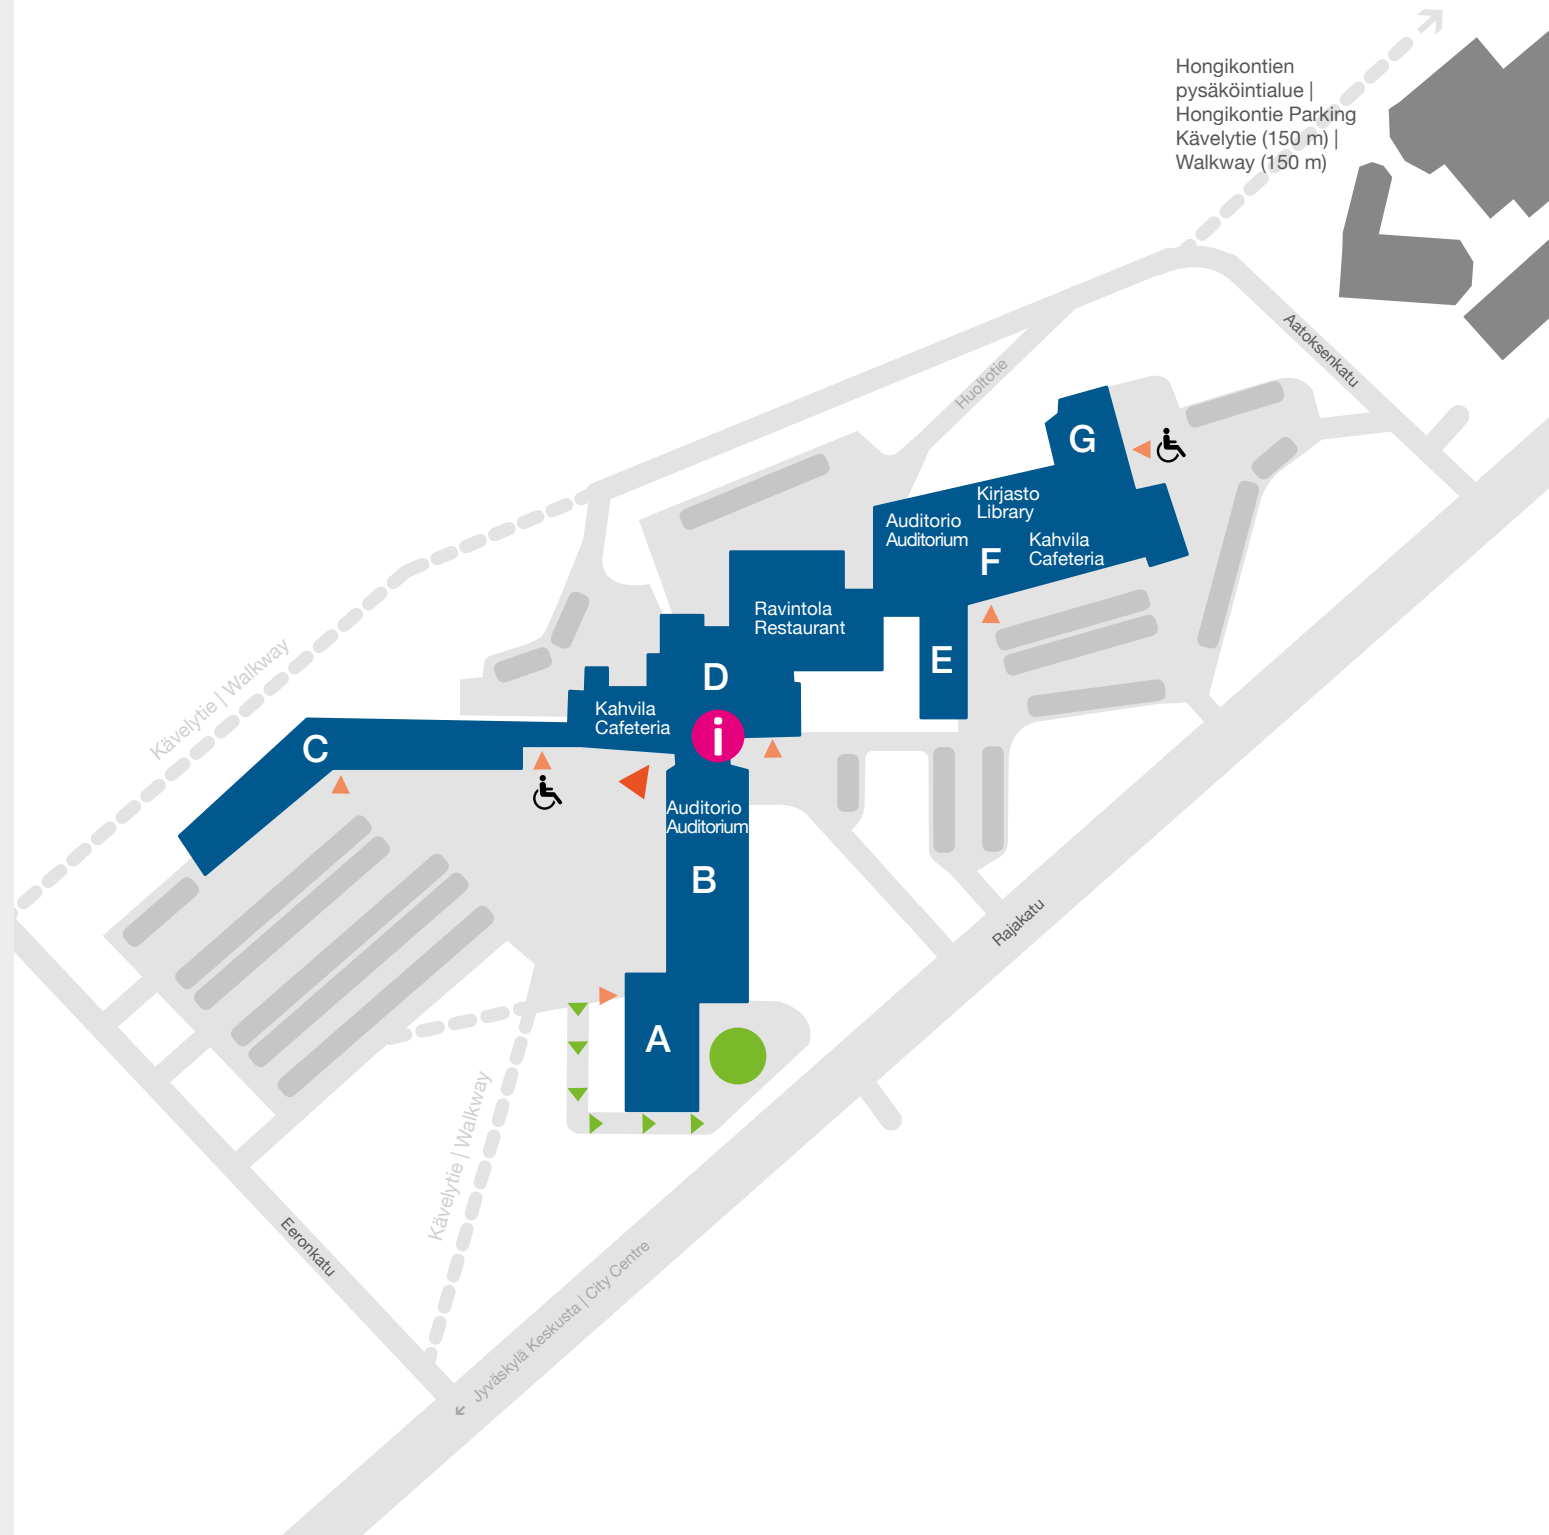 Hongikontien
pysäköintialue |
Hongikontie Parking
Kävelytie (150 m) |
Walkway (150 m)
Aatoksenkatu
Huoltotie
G
Kirjasto
Library
Auditorio
Auditorium
Kahvila
Cafeteria
F
Ravintola
Restaurant
E
D
Kahvila
Cafeteria
i
Kävelytie | Walkway
C
Auditorio
Auditorium
B
Rajakatu
A
Kävelytie | Walkway
Eeronkatu
Jyväskylä Keskusta | City Centre